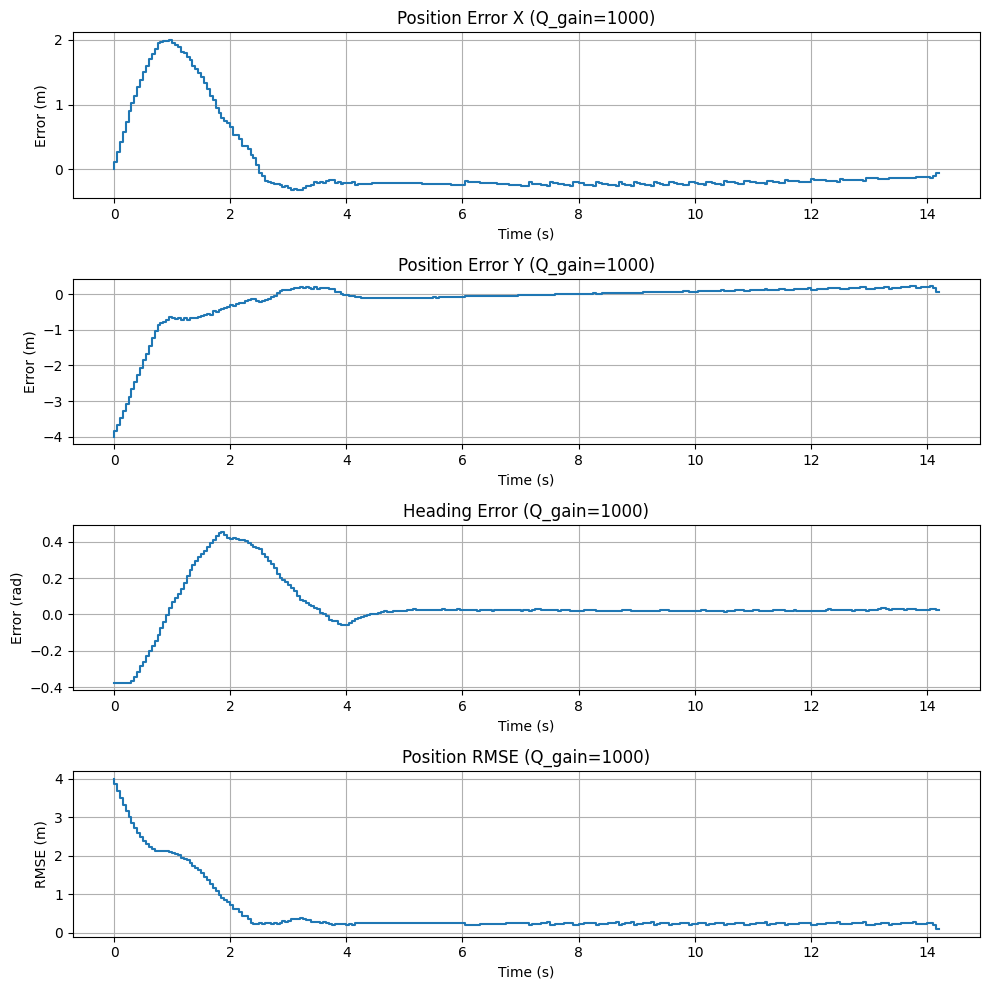 Position Error X (Q_gain=1000)
2
1
0
Error (m)
0 2 4 6 8 10 12 14
Time (s)
Position Error Y (Q_gain=1000)
0
−1
−2
−3
−4
Error (m)
0 2 4 6 8 10 12 14
Time (s)
Heading Error (Q_gain=1000)
0.4
0.2
0.0
−0.2
−0.4
Error (rad)
0 2 4 6 8 10 12 14
Time (s)
Position RMSE (Q_gain=1000)
4
3
2
1
0
RMSE (m)
0 2 4 6 8 10 12 14
Time (s)